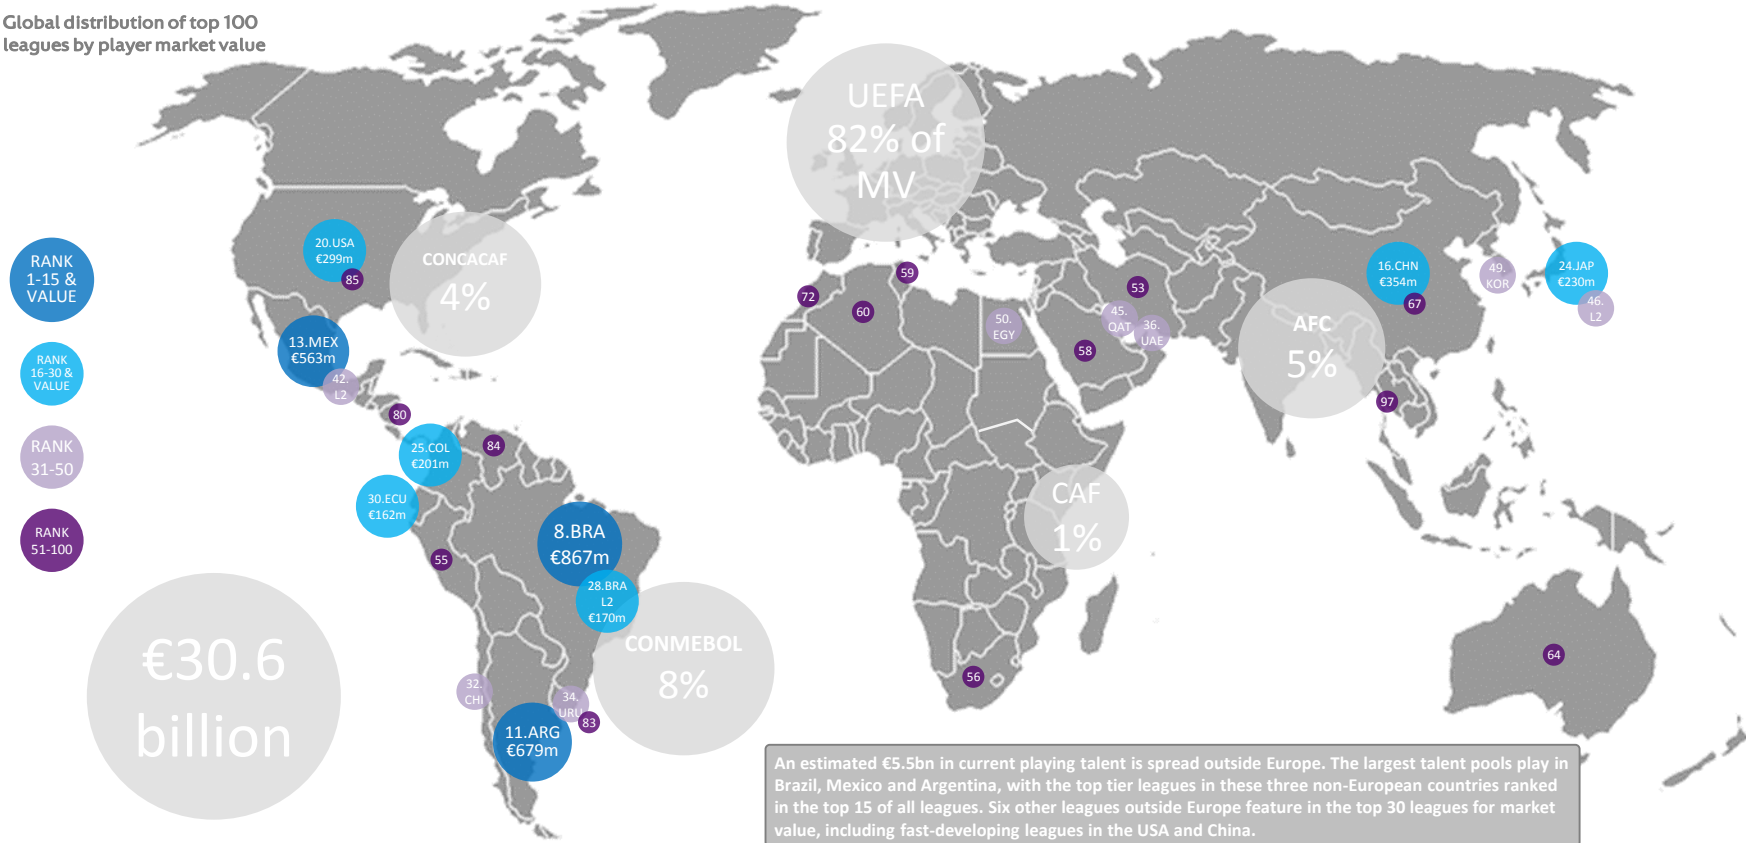 Global distribution of top 100
leagues by player market value
UEFA
82% of
MV
RANK
1-15 &
VALUE
20.USA
€299m
85
CONCACAF
4%
59
72
60
50.
EGY
53
45.
QAT
36.
UAE
58
16.CHN
€354m
67
49.
KOR
24.JAP
€230m
46.
L2
AFC
5%
97
RANK
16-30 &
VALUE
13.MEX
€563m
42.
L2
80
RANK
31-50
25.COL
€201m
84
30.ECU
€162m
RANK
51-100
55
8.BRA
€867m
28.BRA
L2
€170m
CAF
1%
CONMEBOL
8%
56
64
€30.6
billion
32.
CHI
34.
URU
83
11.ARG
€679m
An estimated €5.5bn in current playing talent is spread outside Europe. The largest talent pools play in
Brazil, Mexico and Argentina, with the top tier leagues in these three non-European countries ranked
in the top 15 of all leagues. Six other leagues outside Europe feature in the top 30 leagues for market
value, including fast-developing leagues in the USA and China.